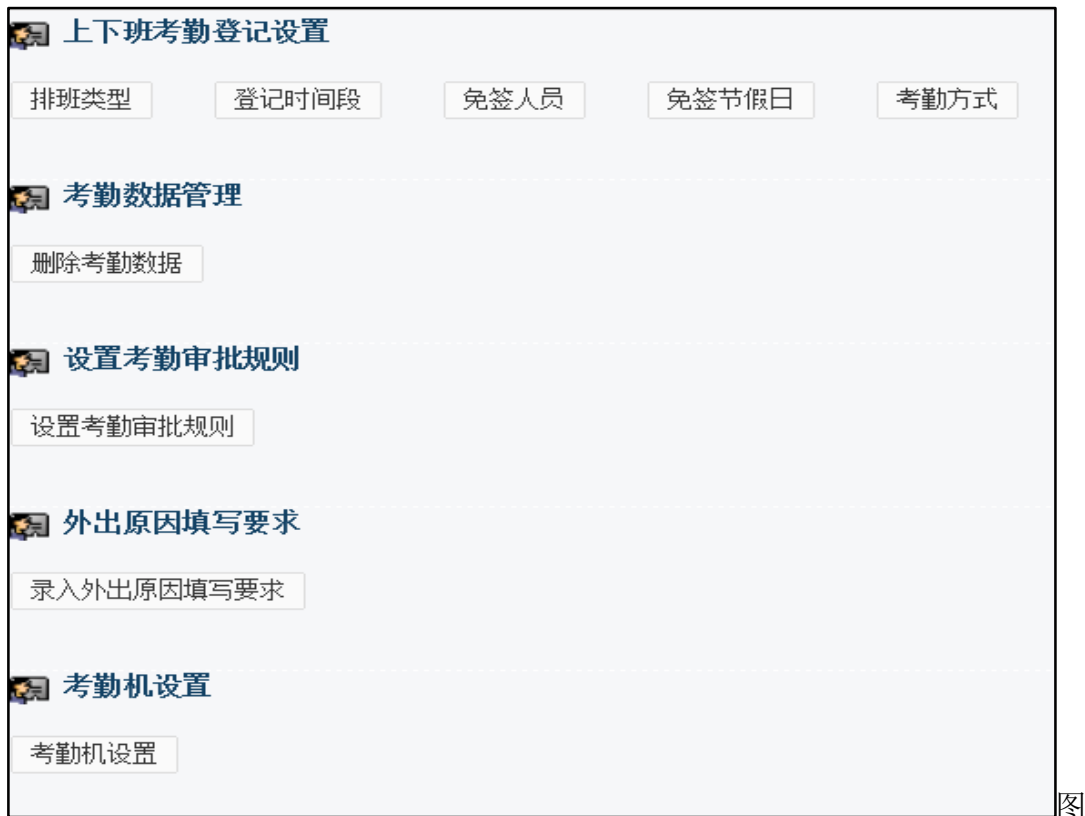 上下班考勤登记设置
排班类型 登记时间段 免签人员 免签节假日 考勤方式
考勤数据管理
删除考勤数据
设置考勤审批规则
设置考勤审批规则
外出原因填写要求
录入外出原因填写要求
考勤机设置
考勤机设置
图